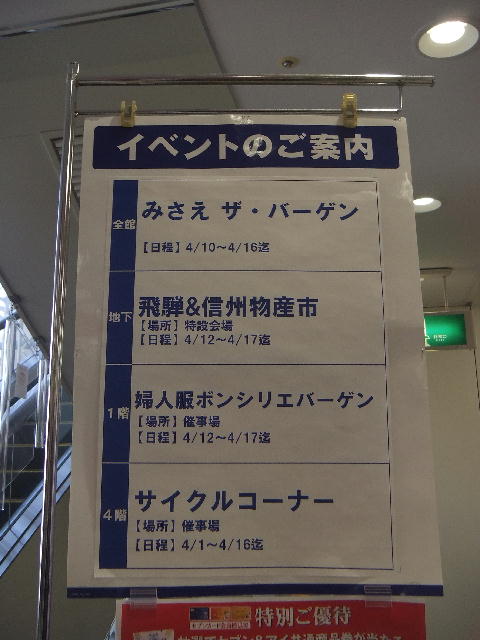 イベントのご案内
全館
みさえ ザ・バーゲン
【日程】4/10～4/16迄
地下
飛騨&信州物産市
【場所】特設会場
【日程】4/12～4/17迄
1階
婦人服ボンシリエバーゲン
【場所】催事場
【日程】4/12～4/17迄
4階
サイクルコーナー
【場所】催事場
【日程】4/1～4/16迄
特別ご優待